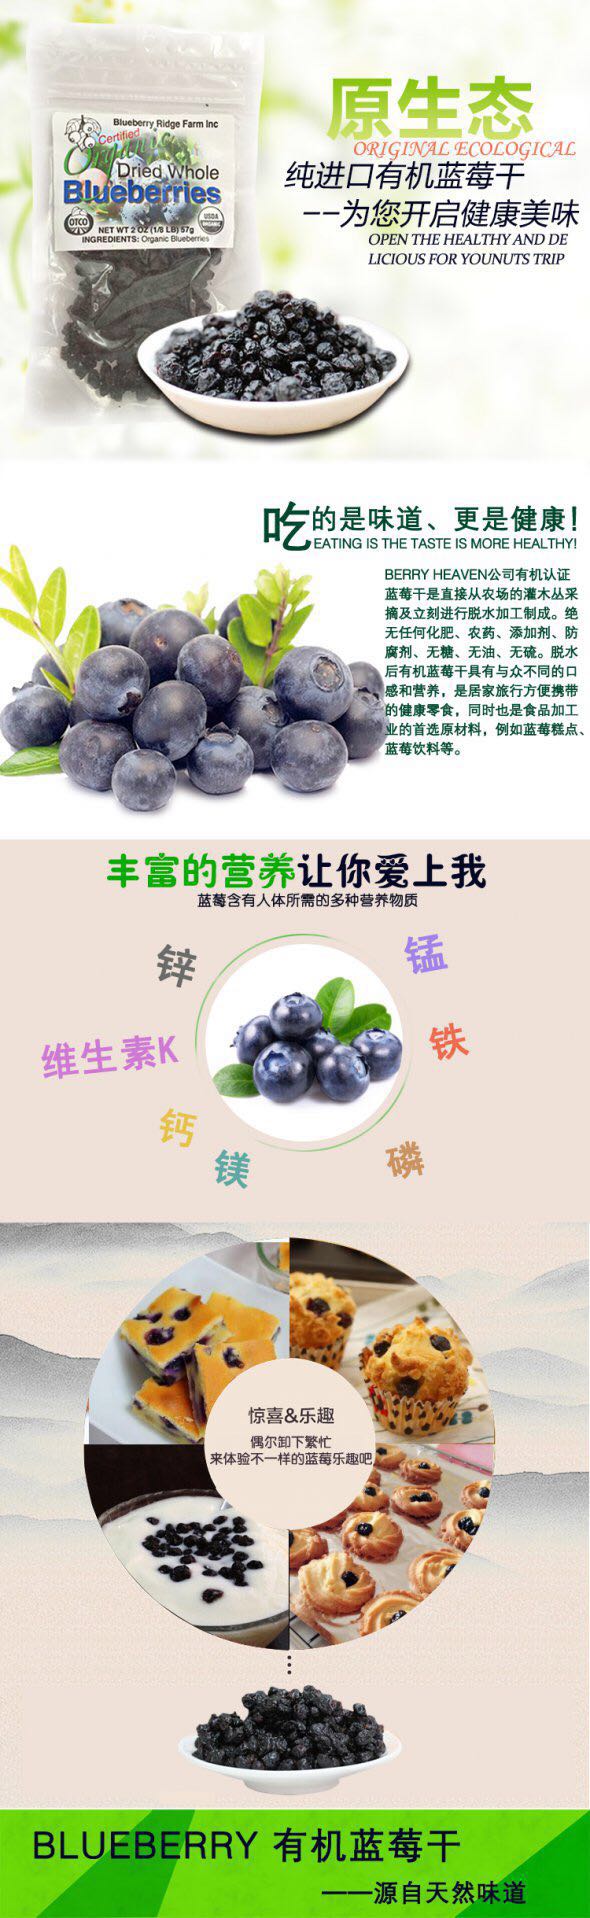 Blueberry Ridge Farm Inc
Certified
Organic
Dried Whole
Blueberries
OTCO
USDA
ORGANIC
NET WT 2 OZ (1/8 LB) 57g
INGREDIENTS: Organic Blueberries
原生态
ORIGINAL ECOLOGICAL
纯进口有机蓝莓干
--为您开启健康美味
OPEN THE HEALTHY AND DE
LICIOUS FOR YOUNUTS TRIP
吃的是味道、更是健康!
EATING IS THE TASTE IS MORE HEALTHY!
BERRY HEAVEN公司有机认证
蓝莓干是直接从农场的灌木丛采
摘及立刻进行脱水加工制成。绝
无任何化肥、农药、添加剂、防
腐剂、无糖、无油、无硫。脱水
后有机蓝莓干具有与众不同的口
感和营养，是居家旅行方便携带
的健康零食，同时也是食品加工
业的首选原材料，例如蓝莓糕点、
蓝莓饮料等。
丰富的营养让你爱上我
蓝莓含有人体所需的多种营养物质
锌
锰
维生素K
铁
钙
镁
磷
惊喜&乐趣
偶尔卸下繁忙
来体验不一样的蓝莓乐趣吧
BLUEBERRY 有机蓝莓干
——源自天然味道